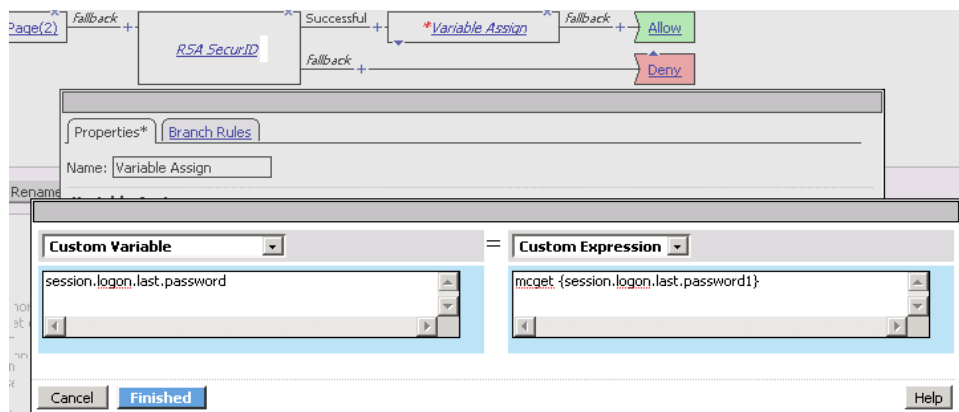 Page(2) Fallback + RSA SecurID Successful + *Variable Assign Fallback + Allow
Fallback + Deny
Properties* Branch Rules
Name: Variable Assign
Rename
Custom Variable = Custom Expression
session.logon.last.password mcget {session.logon.last.password1}
Cancel Finished Help